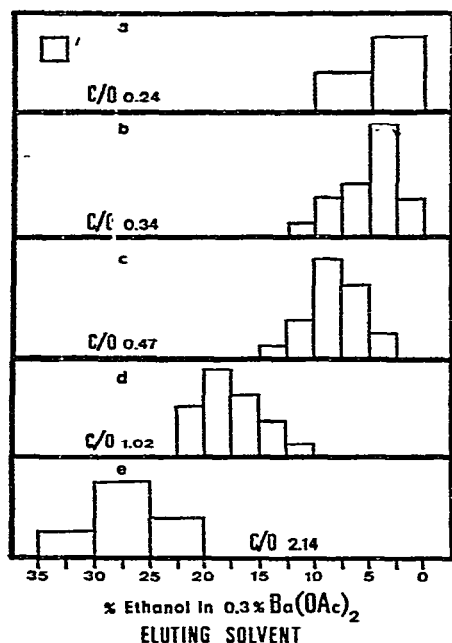 a
C/O 0.24
b
C/O 0.34
c
C/O 0.47
d
C/O 1.02
e
C/O 2.14
35 30 25 20 15 10 5 0
% Ethanol in 0.3% Ba(OAc)2
ELUTING SOLVENT